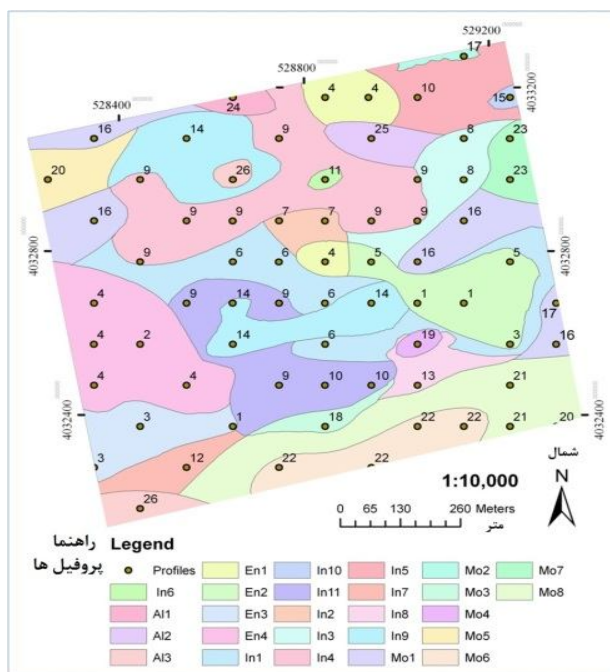 529200
528800
528400
4033200
4032800
4032800
4032400
4032400
17
4 4 10 15
24
16 14 9 25 8 23
20 9 26 11 9 8 23
16 9 9 7 7 9 9 16
9 6 6 4 5 16 5
4 9 14 9 6 14 1 1 17
4 2 14 6 19 3 16
4 4 9 10 10 13 21
3 1 18 22 22 21 20
3 12 22 22
26
شمال
N
1:10,000
0 65 130 260 Meters
متر
راهنما Legend
پروفیل ها Profiles
En1 In10 In5 Mo2 Mo7
In6 En2 In11 In7 Mo3 Mo8
Al1 En3 In2 In8 Mo4
Al2 En4 In3 In9 Mo5
Al3 In1 In4 Mo1 Mo6